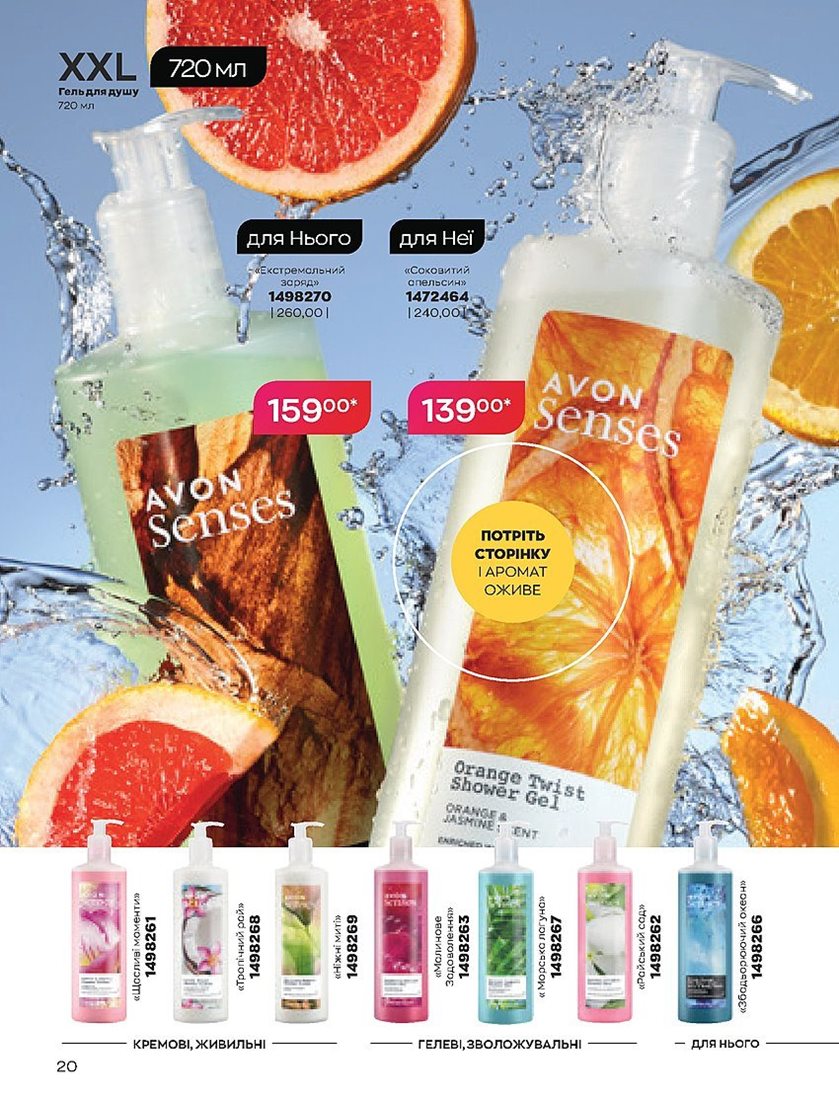 XXL
720 мл
Гель для душу
720 мл
для Нього
«Екстремальний
заряд»
1498270
| 260,00 |
для Неї
«Соковитий
апельсин»
1472464
| 240,00 |
15900*
13900*
AVON
Senses
AVON
Senses
ПОТРІТЬ
СТОРІНКУ
І АРОМАТ
ОЖИВЕ
Orange Twist
Shower Gel
ORANGE &
JASMINE SCENT
«Щасливі моменти»
1498261
«Тропічний рай»
1498268
«Ніжні миті»
1498269
«Малинове
Задоволення»
1498263
«Морська лагуна»
1498267
«Райський сад»
1498262
«Збадьорюючий океан»
1498266
КРЕМОВІ, ЖИВИЛЬНІ
ГЕЛЕВІ, ЗВОЛОЖУВАЛЬНІ
ДЛЯ НЬОГО
20